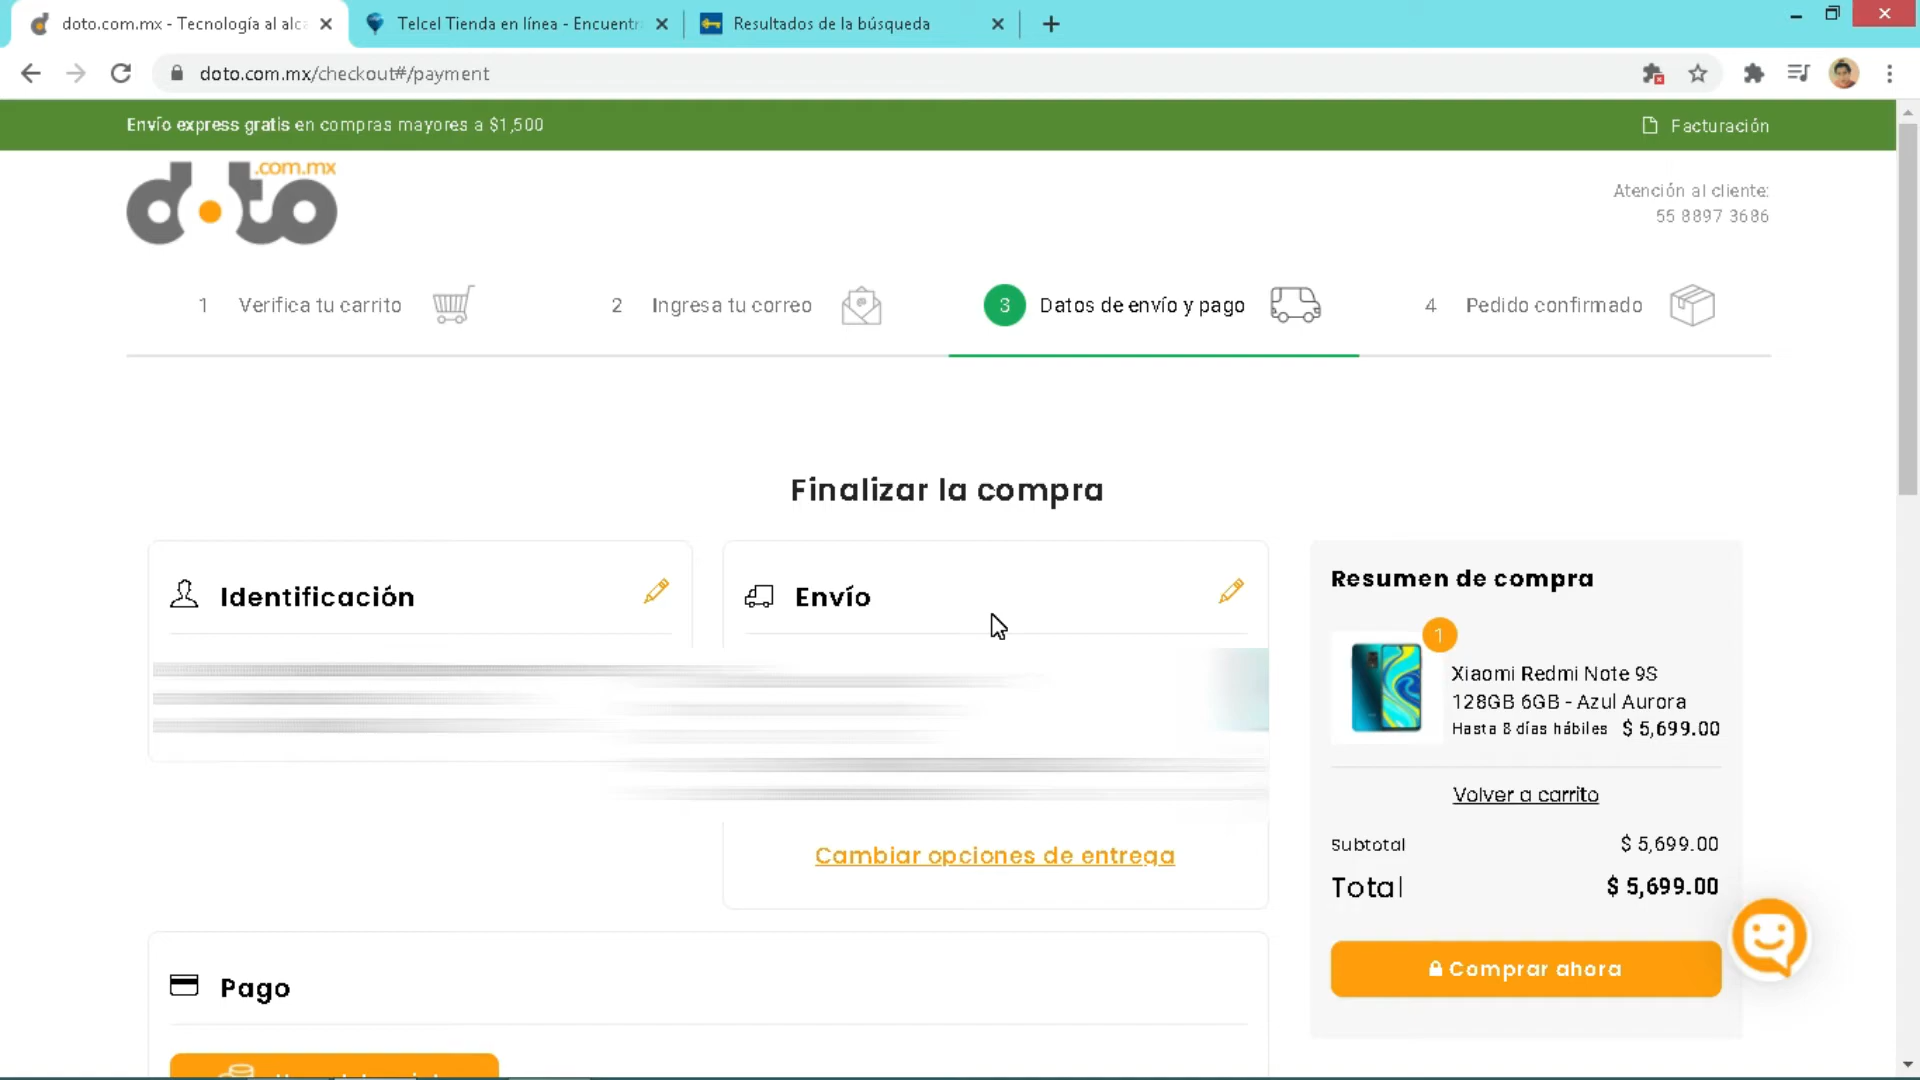 doto.com.mx - Tecnología al alca
Telcel Tienda en línea - Encuentr
Resultados de la búsqueda
doto.com.mx/checkout#/payment
Envío express gratis en compras mayores a $1,500
Facturación
doto.com.mx
Atención al cliente:
55 8897 3686
1 Verifica tu carrito
2 Ingresa tu correo
3 Datos de envío y pago
4 Pedido confirmado
Finalizar la compra
Identificación
Envío
Cambiar opciones de entrega
Pago
Resumen de compra
1
Xiaomi Redmi Note 9S
128GB 6GB - Azul Aurora
Hasta 8 días hábiles $ 5,699.00
Volver a carrito
Subtotal $ 5,699.00
Total $ 5,699.00
Comprar ahora